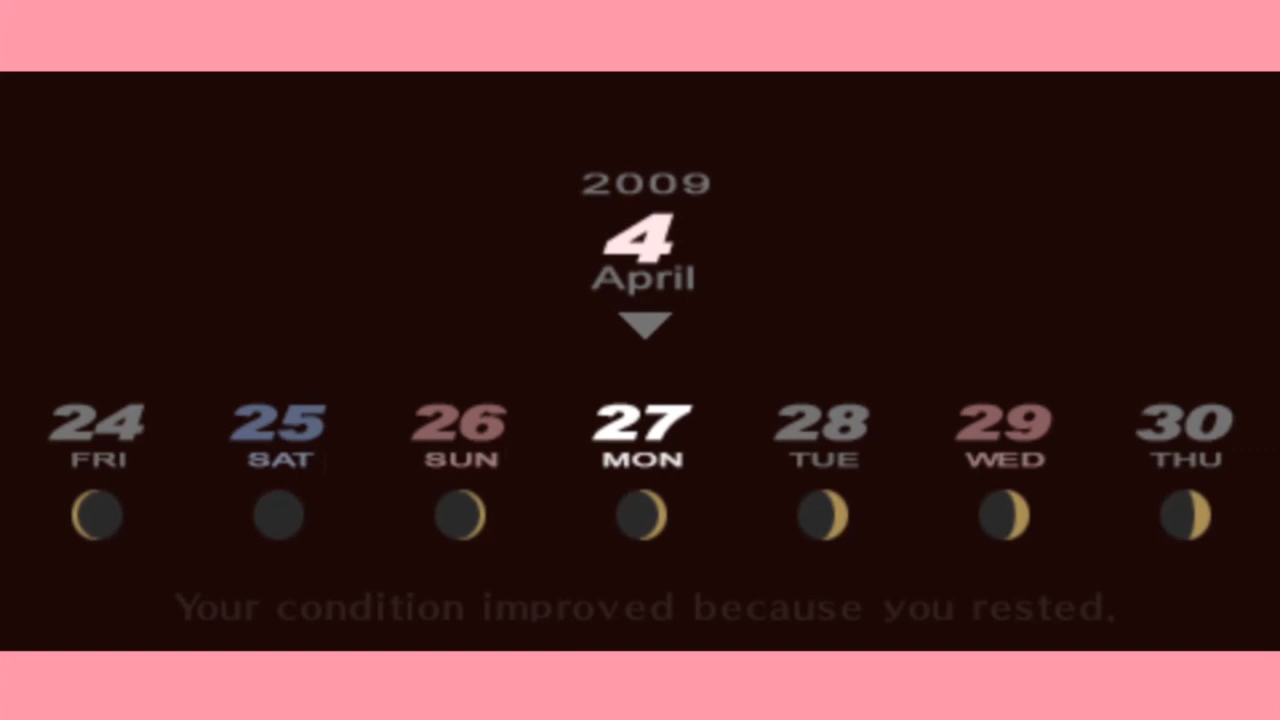 2009
4
April
24 25 26 27 28 29 30
FRI SAT SUN MON TUE WED THU
Your condition improved because you rested.